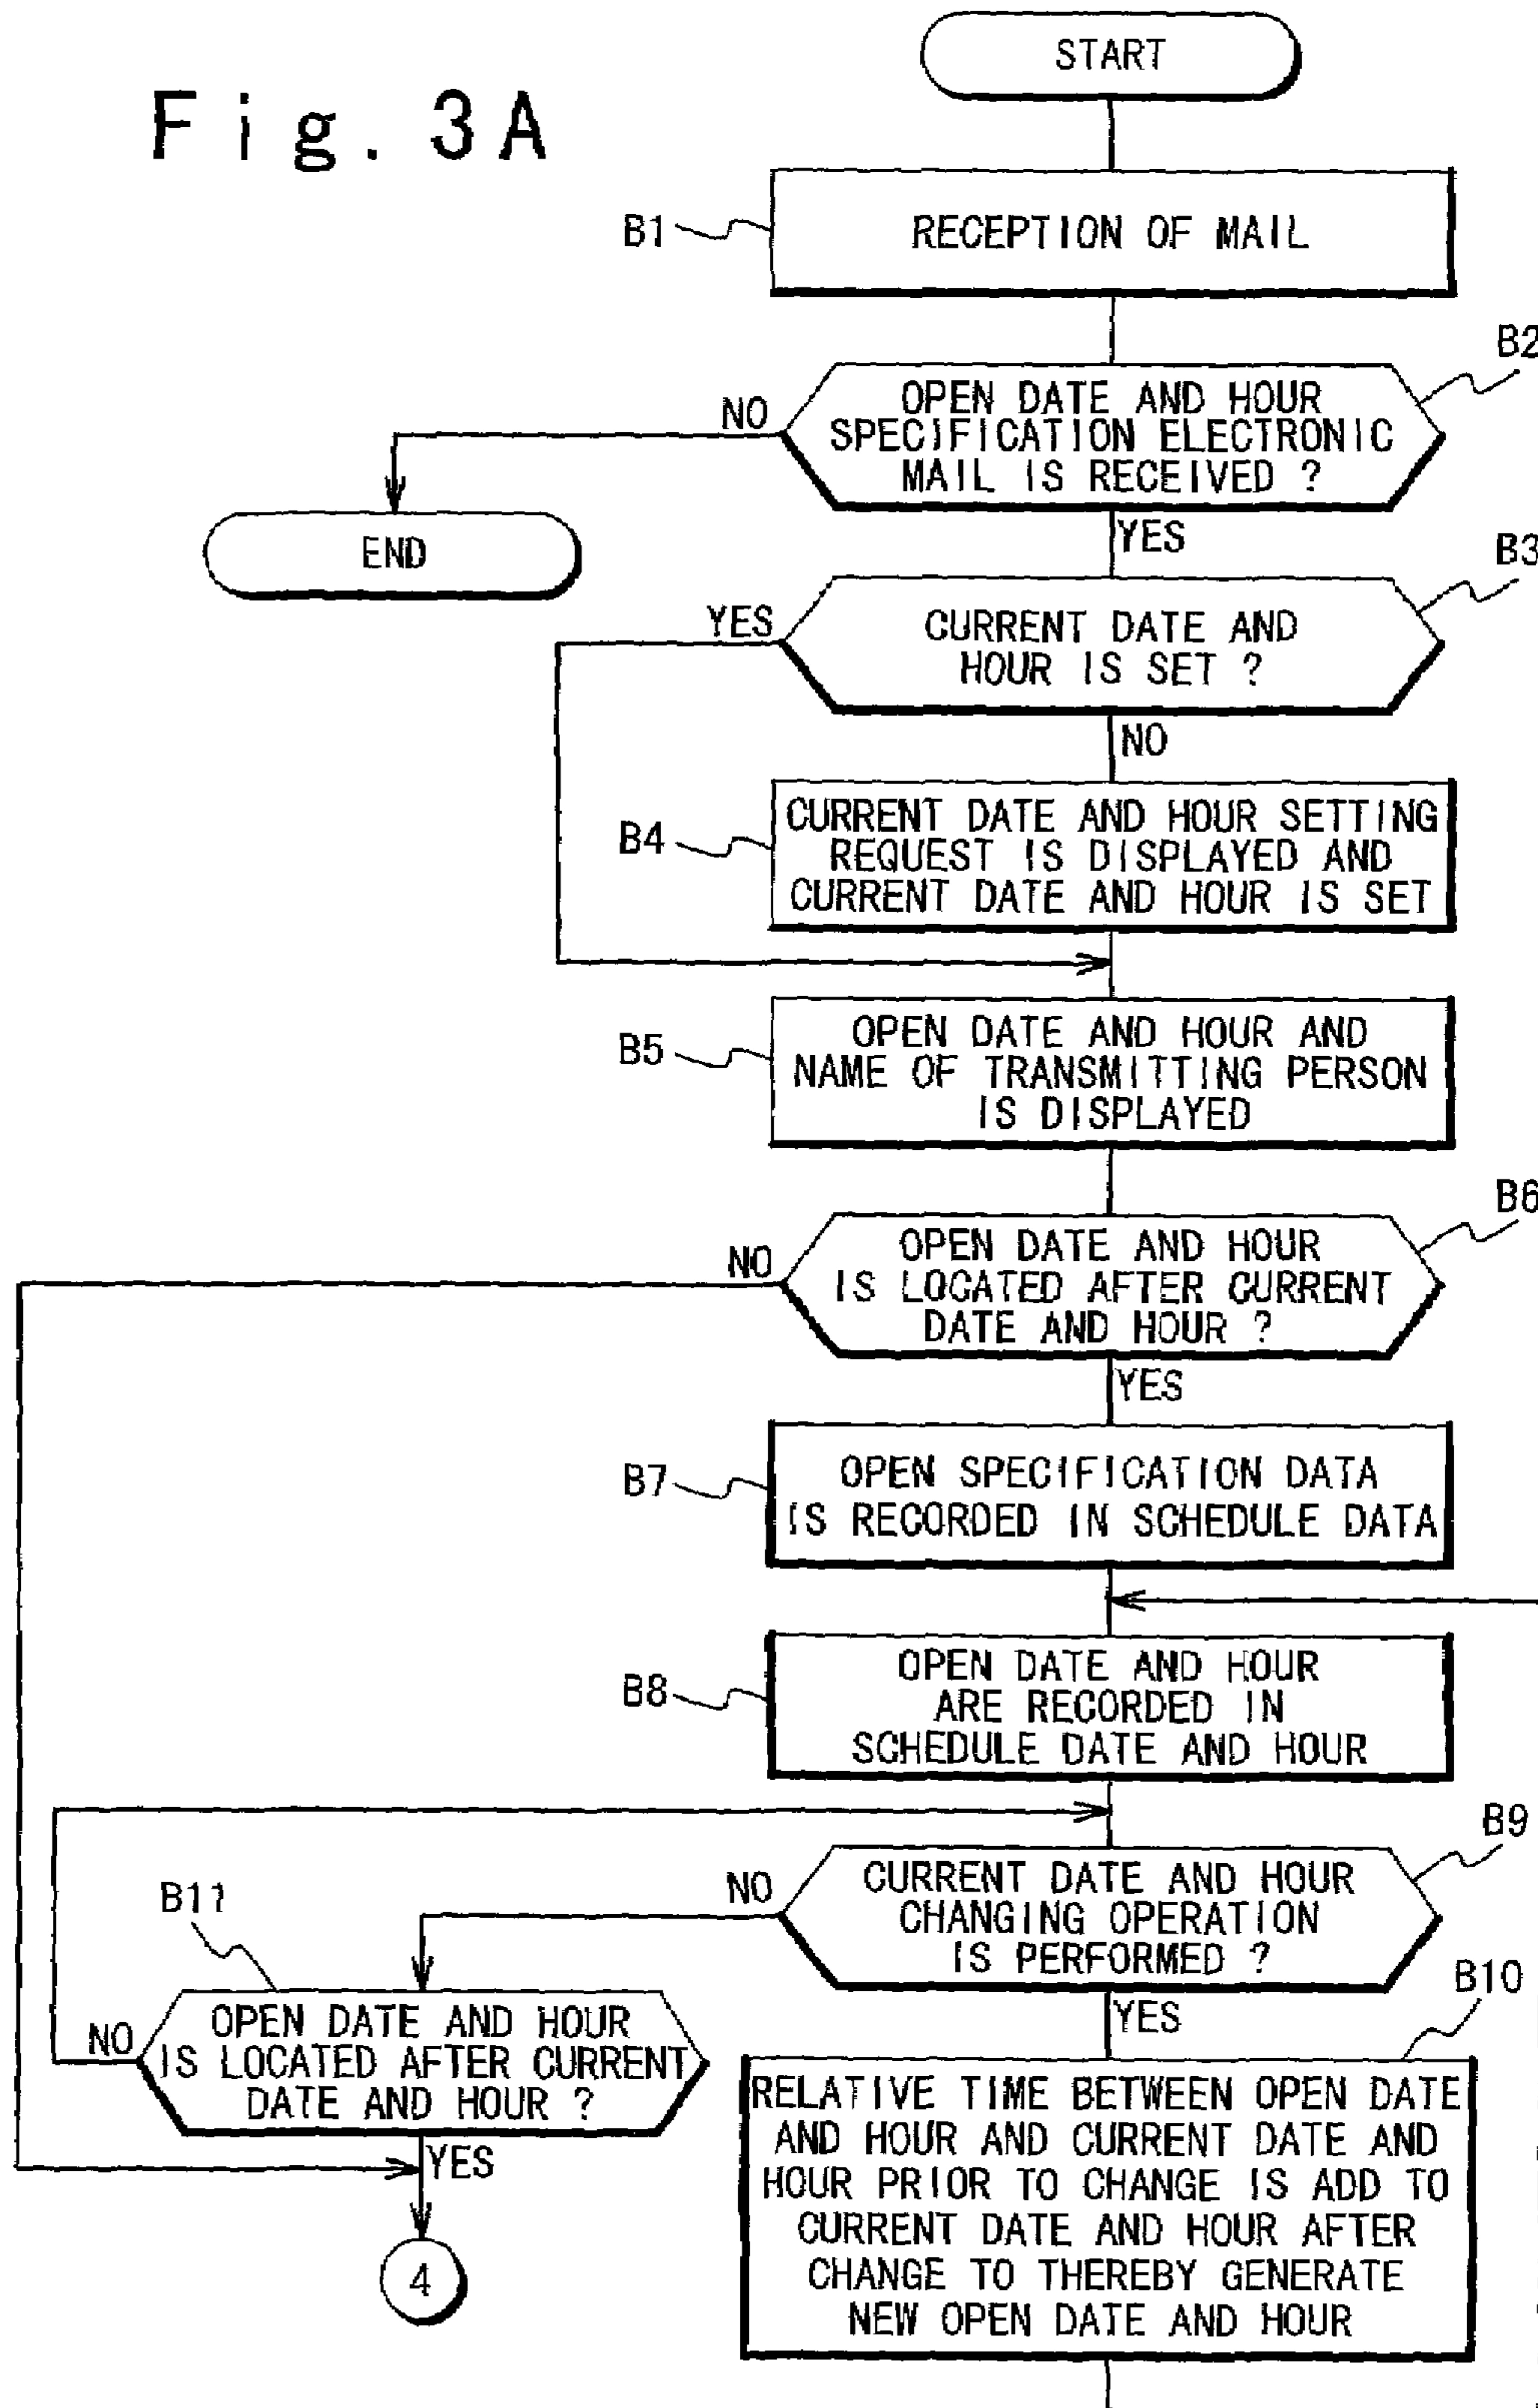 Fig. 3A
START
B1
RECEPTION OF MAIL
B2
OPEN DATE AND HOUR
SPECIFICATION ELECTRONIC
MAIL IS RECEIVED ?
NO
END
YES
B3
CURRENT DATE AND
HOUR IS SET ?
YES
NO
B4
CURRENT DATE AND HOUR SETTING
REQUEST IS DISPLAYED AND
CURRENT DATE AND HOUR IS SET
B5
OPEN DATE AND HOUR AND
NAME OF TRANSMITTING PERSON
IS DISPLAYED
B6
OPEN DATE AND HOUR
IS LOCATED AFTER CURRENT
DATE AND HOUR ?
NO
YES
B7
OPEN SPECIFICATION DATA
IS RECORDED IN SCHEDULE DATA
B8
OPEN DATE AND HOUR
ARE RECORDED IN
SCHEDULE DATE AND HOUR
B9
CURRENT DATE AND HOUR
CHANGING OPERATION
IS PERFORMED ?
NO
YES
B11
OPEN DATE AND HOUR
IS LOCATED AFTER CURRENT
DATE AND HOUR ?
NO
YES
4
B10
RELATIVE TIME BETWEEN OPEN DATE
AND HOUR AND CURRENT DATE AND
HOUR PRIOR TO CHANGE IS ADD TO
CURRENT DATE AND HOUR AFTER
CHANGE TO THEREBY GENERATE
NEW OPEN DATE AND HOUR